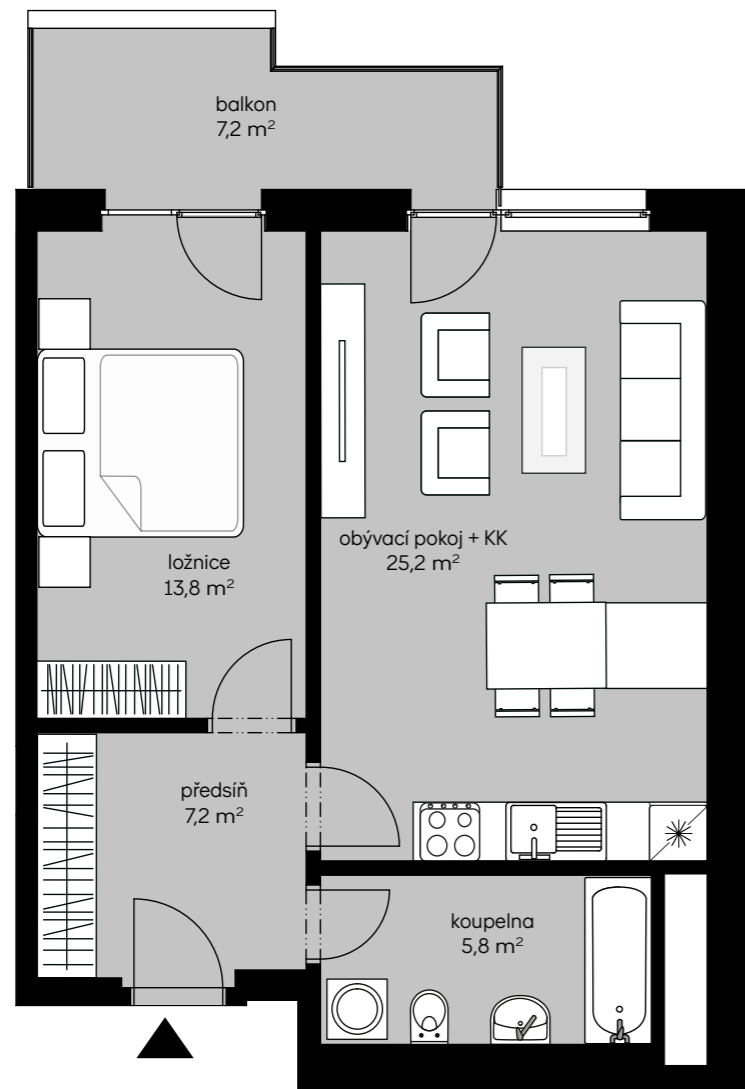 balkon
7,2 m²
obývací pokoj + KK
25,2 m²
ložnice
13,8 m²
předsíň
7,2 m²
koupelna
5,8 m²